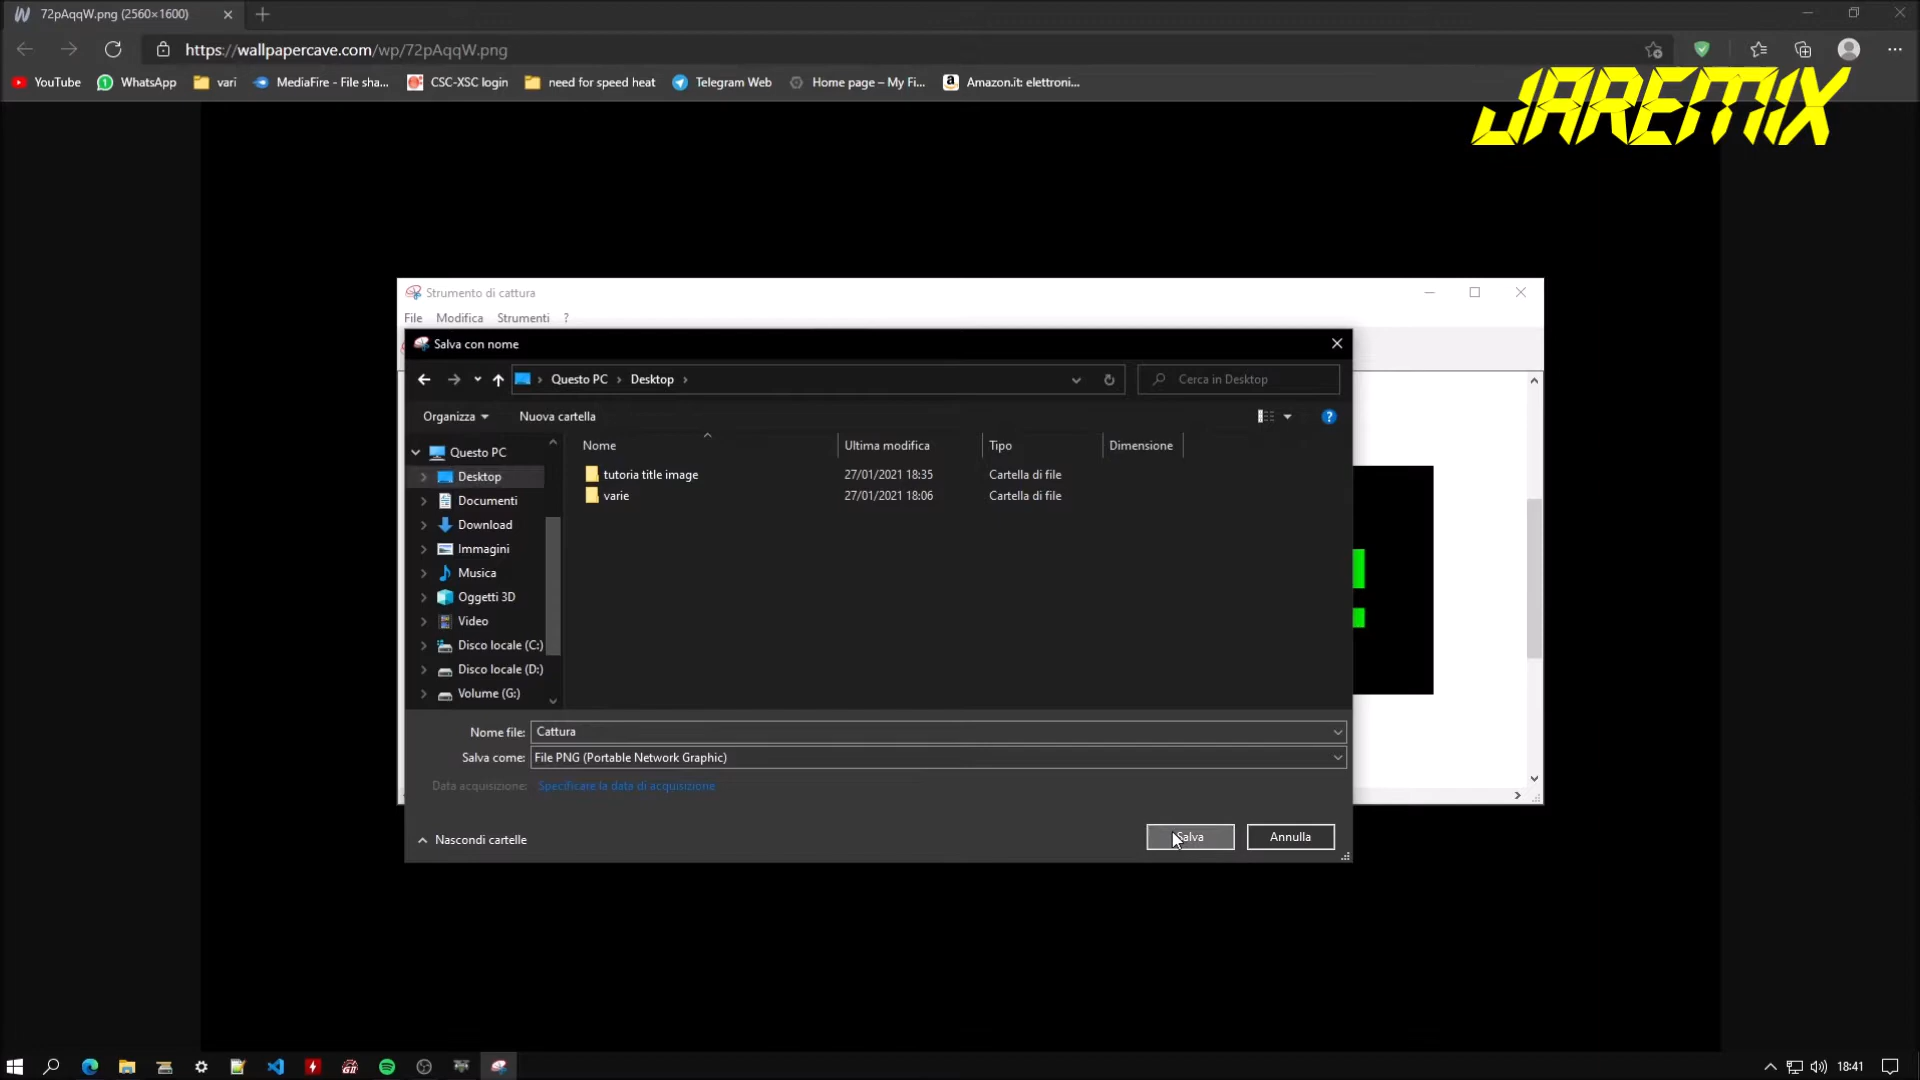 72pAqqW.png (2560×1600)
https://wallpapercave.com/wp/72pAqqW.png
YouTube
WhatsApp
vari
MediaFire - File sha...
CSC-XSC login
need for speed heat
Telegram Web
Home page – My Fi...
Amazon.it: elettroni...
JAREMIX
Strumento di cattura
File Modifica Strumenti ?
Salva con nome
Questo PC > Desktop >
Cerca in Desktop
Organizza
Nuova cartella
Nome Ultima modifica Tipo Dimensione
tutoria title image 27/01/2021 18:35 Cartella di file
varie 27/01/2021 18:06 Cartella di file
Questo PC
Desktop
Documenti
Download
Immagini
Musica
Oggetti 3D
Video
Disco locale (C:)
Disco locale (D:)
Volume (G:)
Nome file: Cattura
Salva come: File PNG (Portable Network Graphic)
Data acquisizione: Specificare la data di acquisizione
Nascondi cartelle
Salva
Annulla
18:41